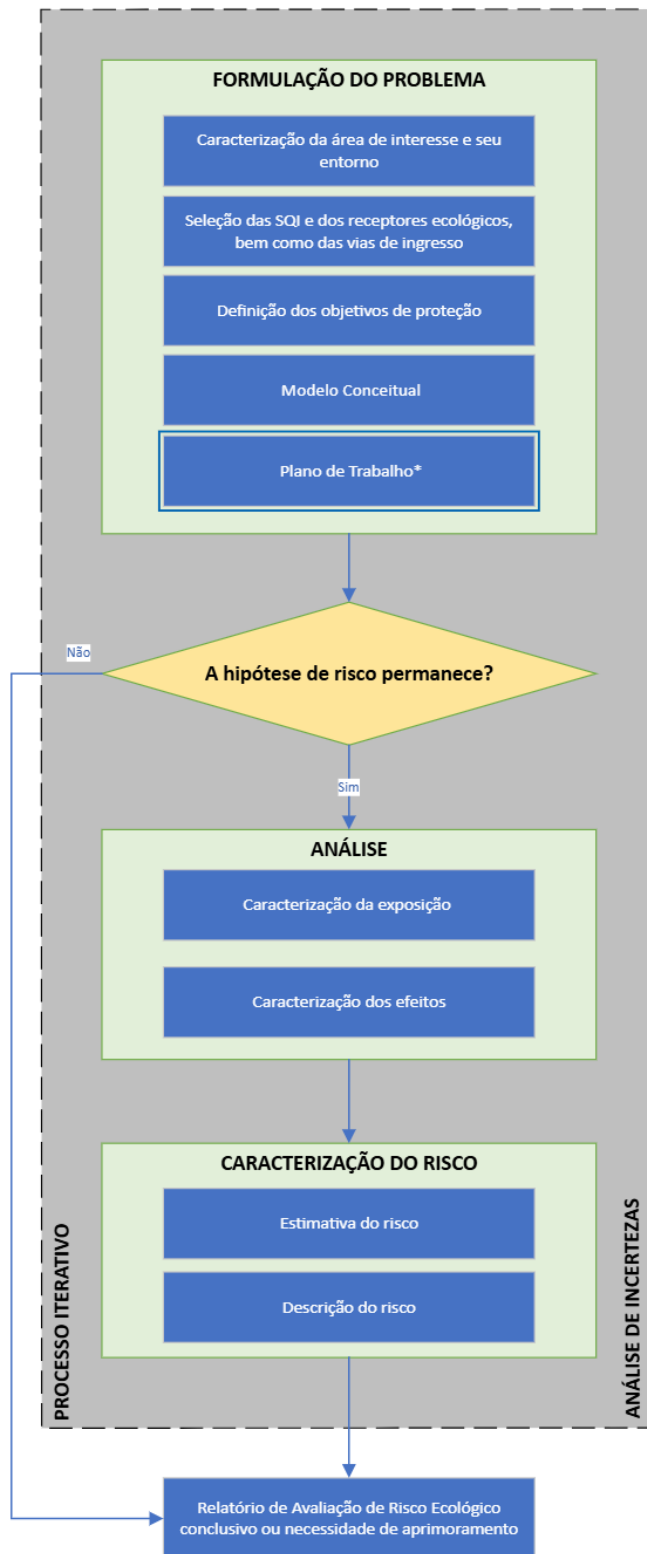 FORMULAÇÃO DO PROBLEMA
Caracterização da área de interesse e seu
entorno
Seleção das SQI e dos receptores ecológicos,
bem como das vias de ingresso
Definição dos objetivos de proteção
Modelo Conceitual
Plano de Trabalho*
Não
A hipótese de risco permanece?
Sim
ANÁLISE
Caracterização da exposição
Caracterização dos efeitos
CARACTERIZAÇÃO DO RISCO
Estimativa do risco
Descrição do risco
PROCESSO ITERATIVO
ANÁLISE DE INCERTEZAS
Relatório de Avaliação de Risco Ecológico
conclusivo ou necessidade de aprimoramento